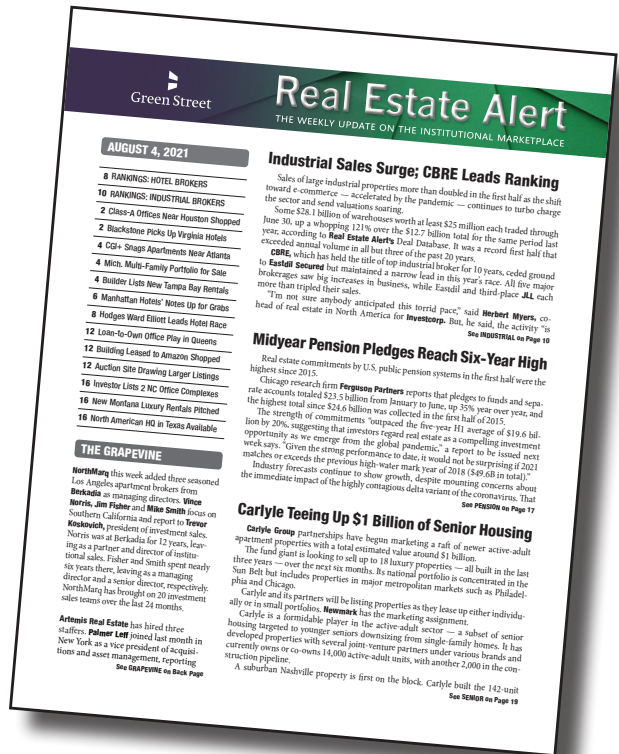 Green Street
Real Estate Alert
THE WEEKLY UPDATE ON THE INSTITUTIONAL MARKETPLACE
AUGUST 4, 2021
8 RANKINGS: HOTEL BROKERS
10 RANKINGS: INDUSTRIAL BROKERS
2 Class-A Offices Near Houston Shopped
2 Blackstone Picks Up Virginia Hotels
4 CGI+ Snags Apartments Near Atlanta
4 Mich. Multi-Family Portfolio for Sale
4 Builder Lists New Tampa Bay Rentals
6 Manhattan Hotels' Notes Up for Grabs
8 Hodges Ward Elliott Leads Hotel Race
12 Loan-to-Own Office Play in Queens
12 Building Leased to Amazon Shopped
12 Auction Site Drawing Larger Listings
16 Investor Lists 2 NC Office Complexes
16 New Montana Luxury Rentals Pitched
16 North American HQ in Texas Available
THE GRAPEVINE
NorthMarq this week added three seasoned
Los Angeles apartment brokers from
Berkadia as managing directors. Vince
Norris, Jim Fisher and Mike Smith focus on
Southern California and report to Trevor
Koskovich, president of investment sales.
Norris was at Berkadia for 12 years, leav-
ing as a partner and director of institu-
tional sales. Fisher and Smith spent nearly
six years there, leaving as a managing
director and a senior director, respectively.
NorthMarq has brought on 20 investment
sales teams over the last 24 months.
Artemis Real Estate has hired three
staffers. Palmer Leff joined last month in
New York as a vice president of acquisi-
tions and asset management, reporting
See GRAPEVINE on Back Page
Industrial Sales Surge; CBRE Leads Ranking
Sales of large industrial properties more than doubled in the first half as the shift
toward e-commerce — accelerated by the pandemic — continues to turbo charge
the sector and send valuations soaring.
Some $28.1 billion of warehouses worth at least $25 million each traded through
June 30, up a whopping 121% over the $12.7 billion total for the same period last
year, according to Real Estate Alert's Deal Database. It was a record first half that
exceeded annual volume in all but three of the past 20 years.
CBRE, which has held the title of top industrial broker for 10 years, ceded ground
to Eastdil Secured but maintained a narrow lead in this year's race. All five major
brokerages saw big increases in business, while Eastdil and third-place JLL each
more than tripled their sales.
"I'm not sure anybody anticipated this torrid pace," said Herbert Myers, co-
head of real estate in North America for Investcorp. But, he said, the activity "is
See INDUSTRIAL on Page 10
Midyear Pension Pledges Reach Six-Year High
Real estate commitments by U.S. public pension systems in the first half were the
highest since 2015.
Chicago research firm Ferguson Partners reports that pledges to funds and sepa-
rate accounts totaled $23.5 billion from January to June, up 35% year over year, and
the highest total since $24.6 billion was collected in the first half of 2015.
The strength of commitments "outpaced the five-year H1 average of $19.6 bil-
lion by 20%, suggesting that investors regard real estate as a compelling investment
opportunity as we emerge from the global pandemic," a report to be issued next
week says. "Given the strong performance to date, it would not be surprising if 2021
matches or exceeds the previous high-water mark year of 2018 ($49.6B in total)."
Industry forecasts continue to show growth, despite mounting concerns about
the immediate impact of the highly contagious delta variant of the coronavirus. That
See PENSION on Page 17
Carlyle Teeing Up $1 Billion of Senior Housing
Carlyle Group partnerships have begun marketing a raft of newer active-adult
apartment properties with a total estimated value around $1 billion.
The fund giant is looking to sell up to 18 luxury properties — all built in the last
three years — over the next six months. Its national portfolio is concentrated in the
Sun Belt but includes properties in major metropolitan markets such as Philadel-
phia and Chicago.
Carlyle and its partners will be listing properties as they lease up either individu-
ally or in small portfolios. Newmark has the marketing assignment.
Carlyle is a formidable player in the active-adult sector — a subset of senior
housing targeted to younger seniors downsizing from single-family homes. It has
developed properties with several joint-venture partners under various brands and
currently owns or co-owns 14,000 active-adult units, with another 2,000 in the con-
struction pipeline.
A suburban Nashville property is first on the block. Carlyle built the 142-unit
See SENIOR on Page 19